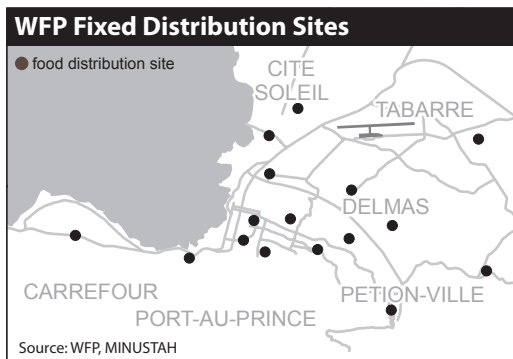 WFP Fixed Distribution Sites
food distribution site
CITE
SOLEIL
TABARRE
DELMAS
CARREFOUR
PETION-VILLE
PORT-AU-PRINCE
Source: WFP, MINUSTAH